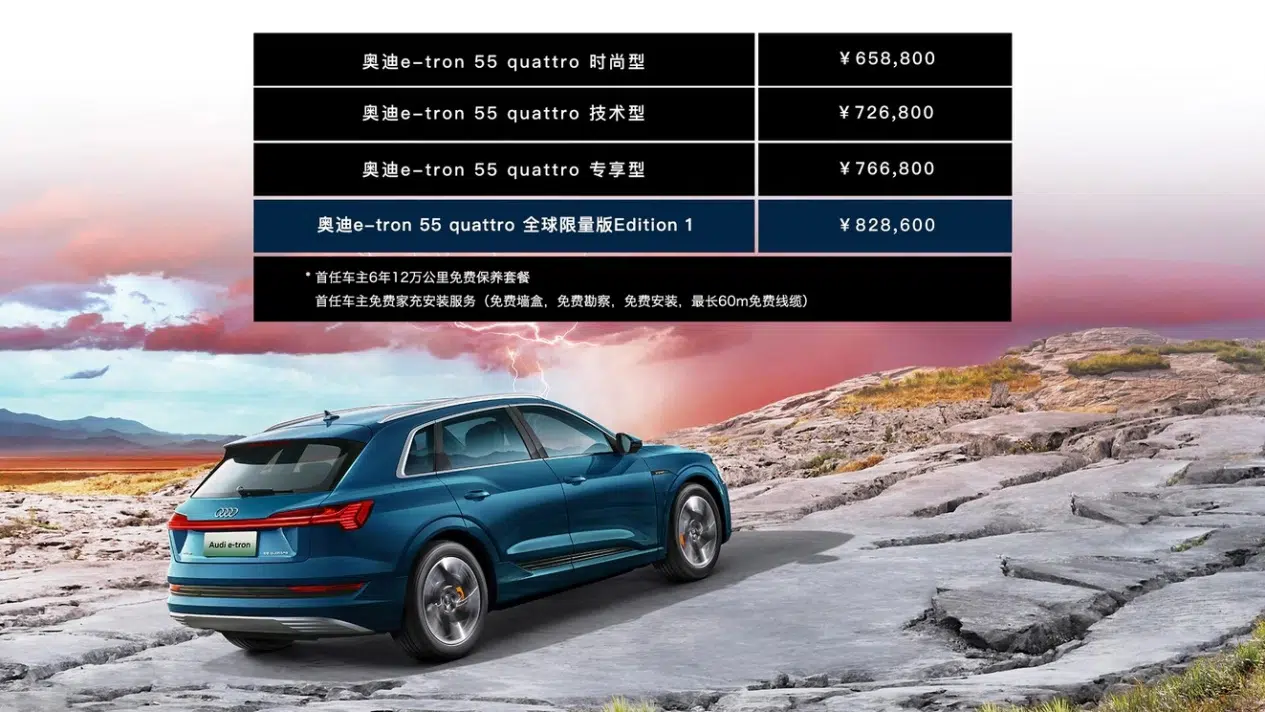 奥迪e-tron 55 quattro 时尚型 ￥658,800
奥迪e-tron 55 quattro 技术型 ￥726,800
奥迪e-tron 55 quattro 专享型 ￥766,800
奥迪e-tron 55 quattro 全球限量版Edition 1 ￥828,600
* 首任车主6年12万公里免费保养套餐
首任车主免费家充安装服务（免费墙盒，免费勘察，免费安装，最长60m免费线缆）
Audi e-tron